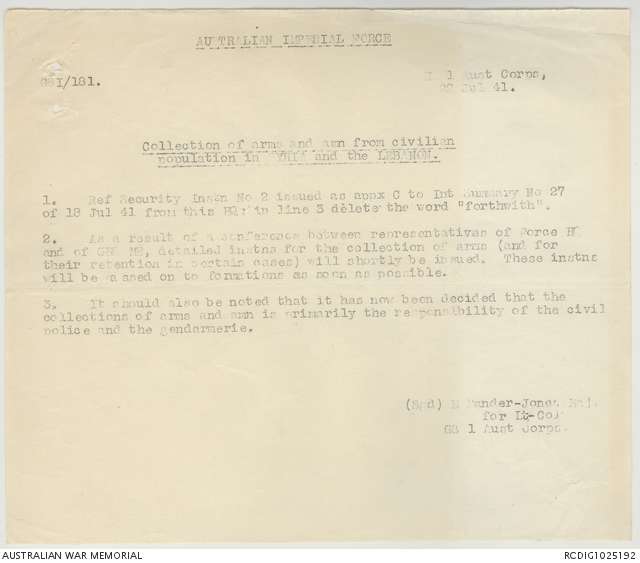 AUSTRALIAN IMPERIAL FORCE
GSI/181.
1 Aust Corps,
22 Jul 41.
Collection of arms and amn from civilian
population in SYRIA and the LEBANON.
1. Ref Security Instn No 2 issued as appx C to Int Summary No 27
of 18 Jul 41 from this HQ: in line 3 delete the word "forthwith".
2. As a result of a conference between representatives of Force HQ
and of GHQ ME, detailed instns for the collection of arms (and for
their retention in certain cases) will shortly be issued. These instns
will be passed on to formations as soon as possible.
3. It should also be noted that it has now been decided that the
collections of arms and amn is primarily the responsibility of the civil
police and the gendarmerie.
(Sgd) Mander-Jones Maj.
for Lt-Col
GS 1 Aust Corps.
AUSTRALIAN WAR MEMORIAL
RCDIG1025192